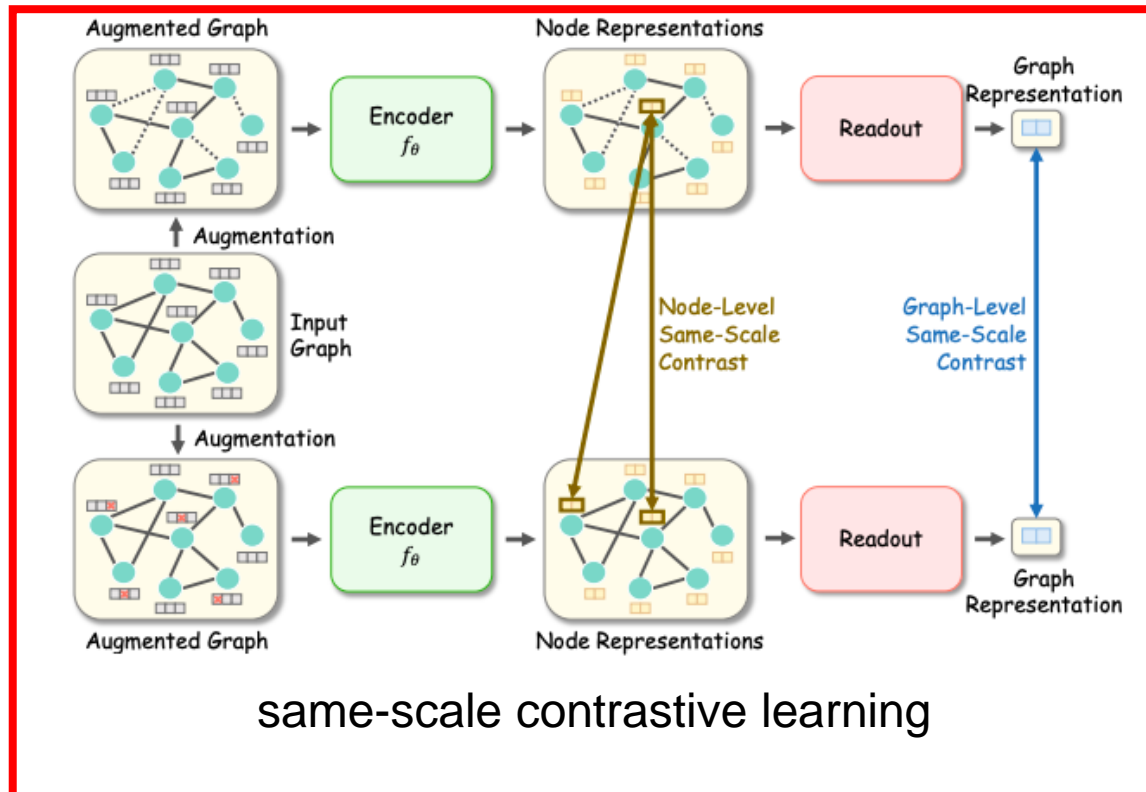 Augmented Graph
Node Representations
Graph
Representation
Encoder
fθ
Readout
Augmentation
Input
Graph
Node-Level
Same-Scale
Contrast
Graph-Level
Same-Scale
Contrast
Augmentation
Encoder
fθ
Readout
Graph
Representation
Augmented Graph
Node Representations
same-scale contrastive learning